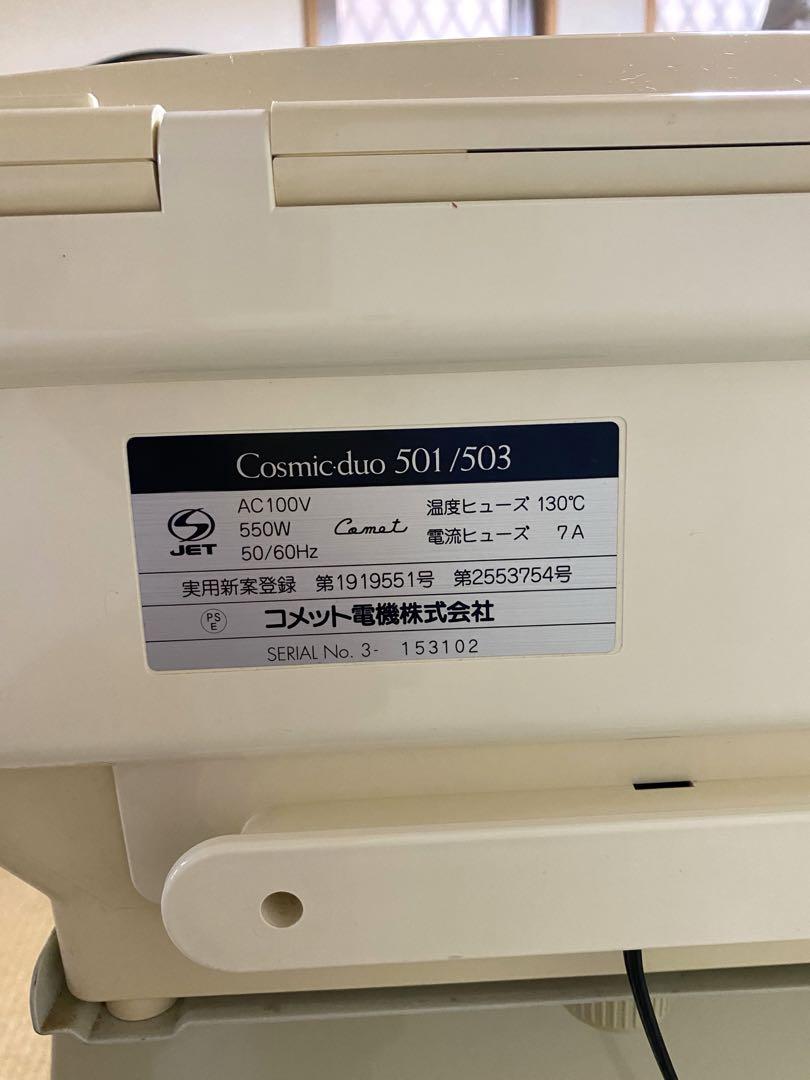 Cosmic·duo 501/503
JET
AC100V
550W
50/60Hz
Comet
温度ヒューズ 130℃
電流ヒューズ 7A
実用新案登録 第1919551号 第2553754号
PS
E
コメット電機株式会社
SERIAL No. 3- 153102